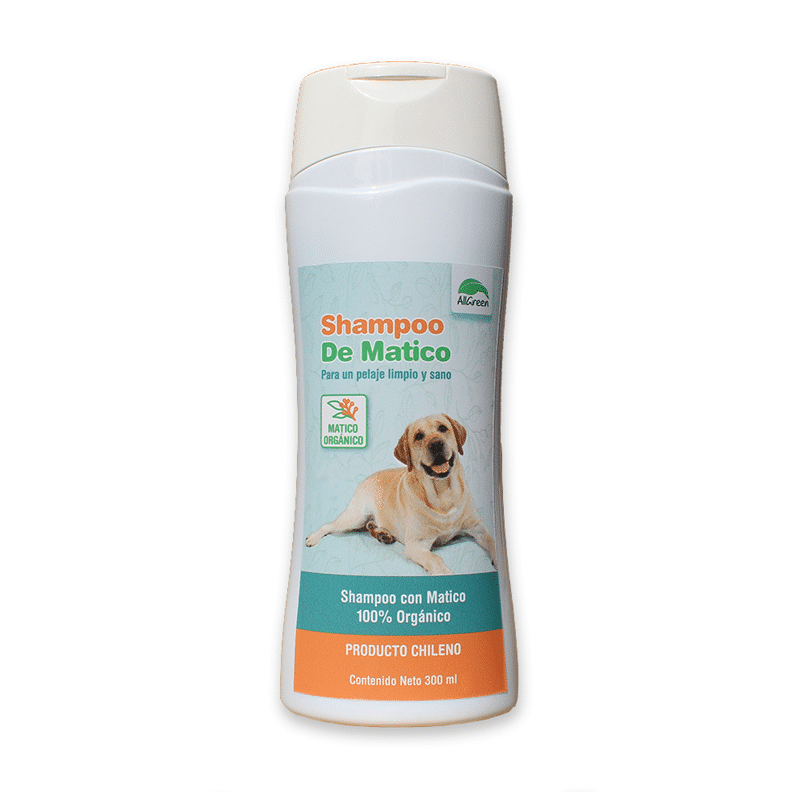 AllGreen
Shampoo
De Matico
Para un pelaje limpio y sano
MATICO
ORGÁNICO
Shampoo con Matico
100% Orgánico
PRODUCTO CHILENO
Contenido Neto 300 ml